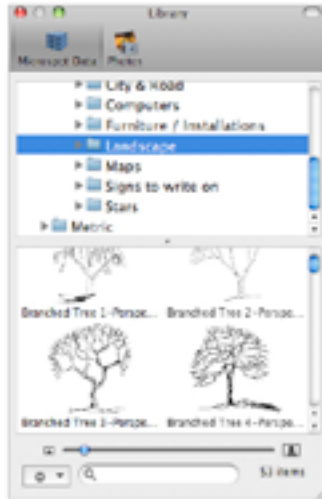 Library
Microspot Data Photos
City & Road
Computers
Furniture / Installations
Landscape
Maps
Signs to write on
Stars
Metric
Branched Tree 1-Perspe... Branched Tree 2-Perspe...
Branched Tree 3-Perspe... Branched Tree 4-Perspe...
53 items